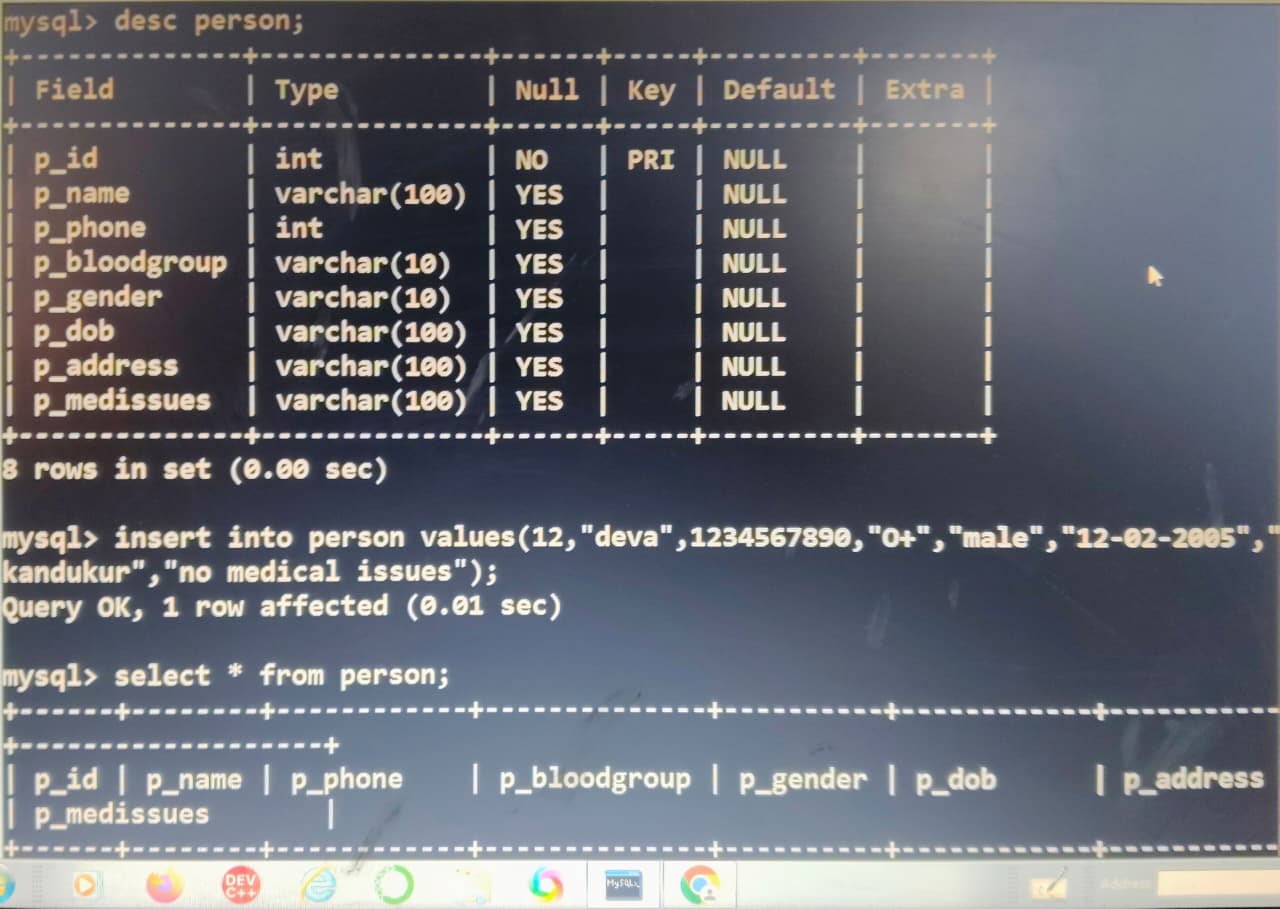 mysql> desc person;
+---------------+--------------+------+-----+---------+-------+
| Field | Type | Null | Key | Default | Extra |
+---------------+--------------+------+-----+---------+-------+
| p_id | int | NO | PRI | NULL | |
| p_name | varchar(100) | YES | | NULL | |
| p_phone | int | YES | | NULL | |
| p_bloodgroup | varchar(10) | YES | | NULL | |
| p_gender | varchar(10) | YES | | NULL | |
| p_dob | varchar(100) | YES | | NULL | |
| p_address | varchar(100) | YES | | NULL | |
| p_medissues | varchar(100) | YES | | NULL | |
+---------------+--------------+------+-----+---------+-------+
8 rows in set (0.00 sec)
mysql> insert into person values(12,"deva",1234567890,"O+","male","12-02-2005","
kandukur","no medical issues");
Query OK, 1 row affected (0.01 sec)
mysql> select * from person;
+------+--------+------------+--------------+----------+------------+-----------
+-------------------+
| p_id | p_name | p_phone | p_bloodgroup | p_gender | p_dob | p_address
| p_medissues |
+------+--------+------------+--------------+----------+------------+-----------
DEV
C++
MySQL
Address